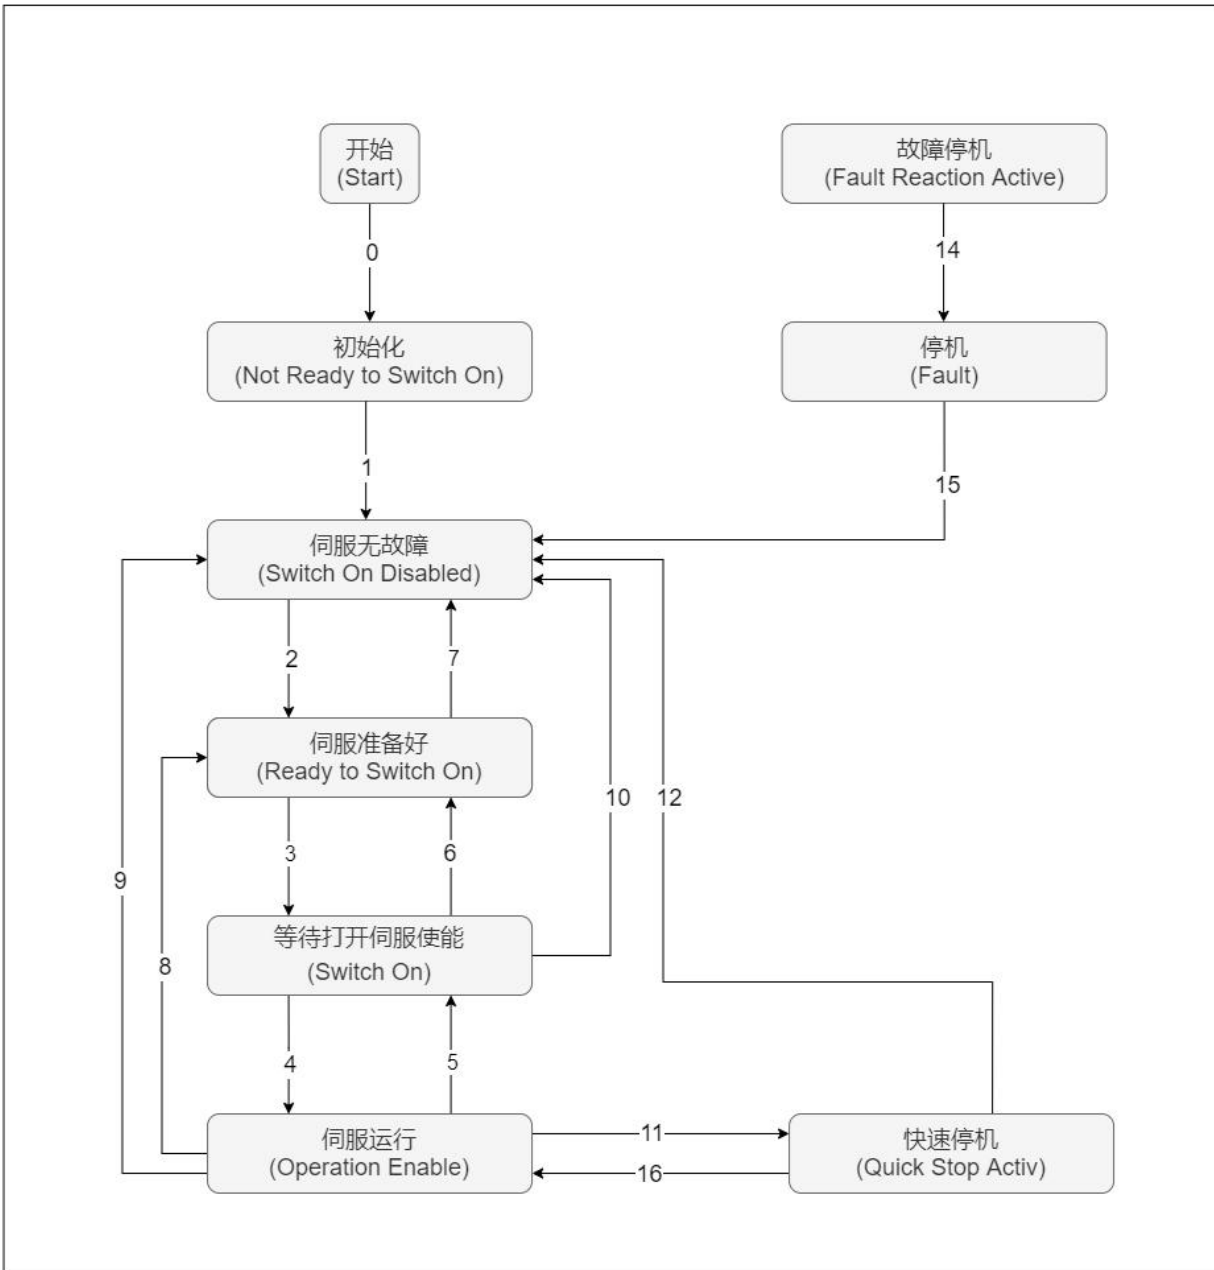 开始
(Start)
故障停机
(Fault Reaction Active)
0
14
初始化
(Not Ready to Switch On)
停机
(Fault)
1
15
伺服无故障
(Switch On Disabled)
2
7
伺服准备好
(Ready to Switch On)
10
12
3
6
9
等待打开伺服使能
(Switch On)
8
4
5
伺服运行
(Operation Enable)
11
16
快速停机
(Quick Stop Activ)